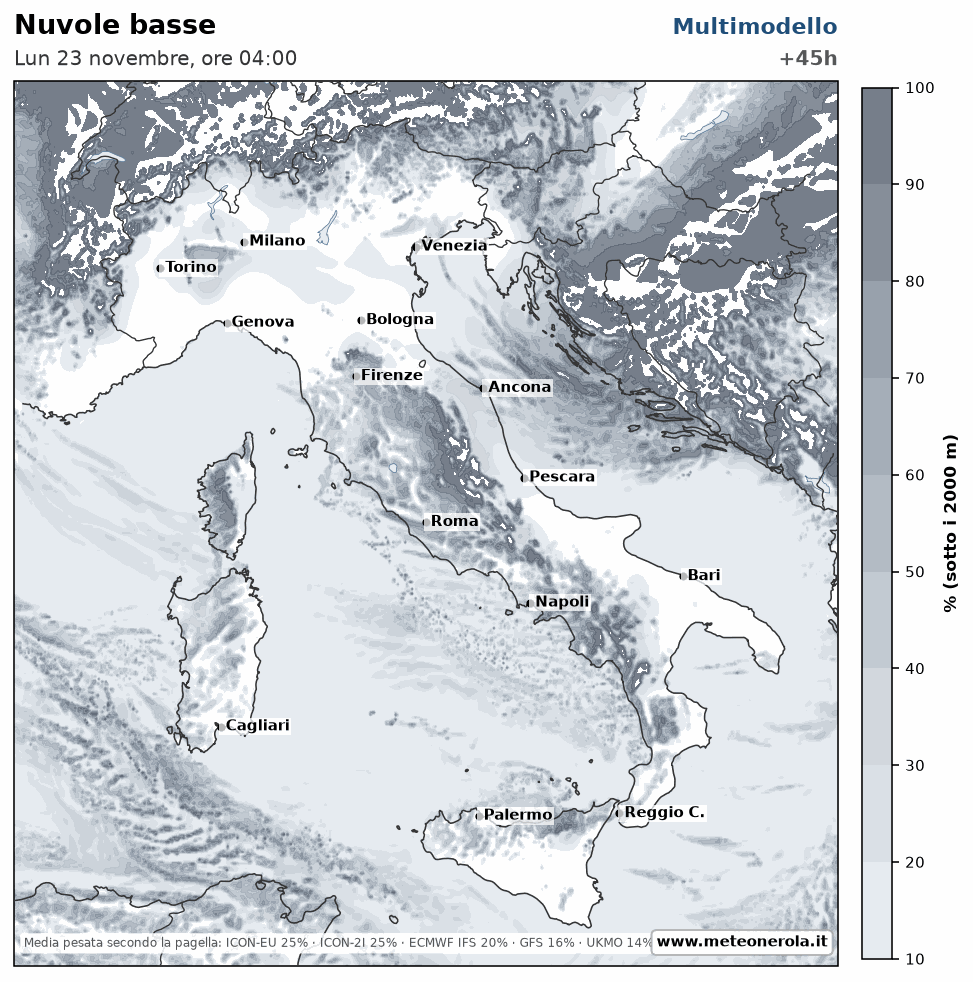 Nuvole basse
Multimodello
Lun 23 novembre, ore 04:00
+45h
100
90
80
70
60
50
40
30
20
10
% (sotto i 2000 m)
Milano
Venezia
Torino
Genova
Bologna
Firenze
Ancona
Pescara
Roma
Bari
Napoli
Cagliari
Palermo
Reggio C.
Media pesata secondo la pagella: ICON-EU 25% · ICON-2I 25% · ECMWF IFS 20% · GFS 16% · UKMO 14%
www.meteonerola.it